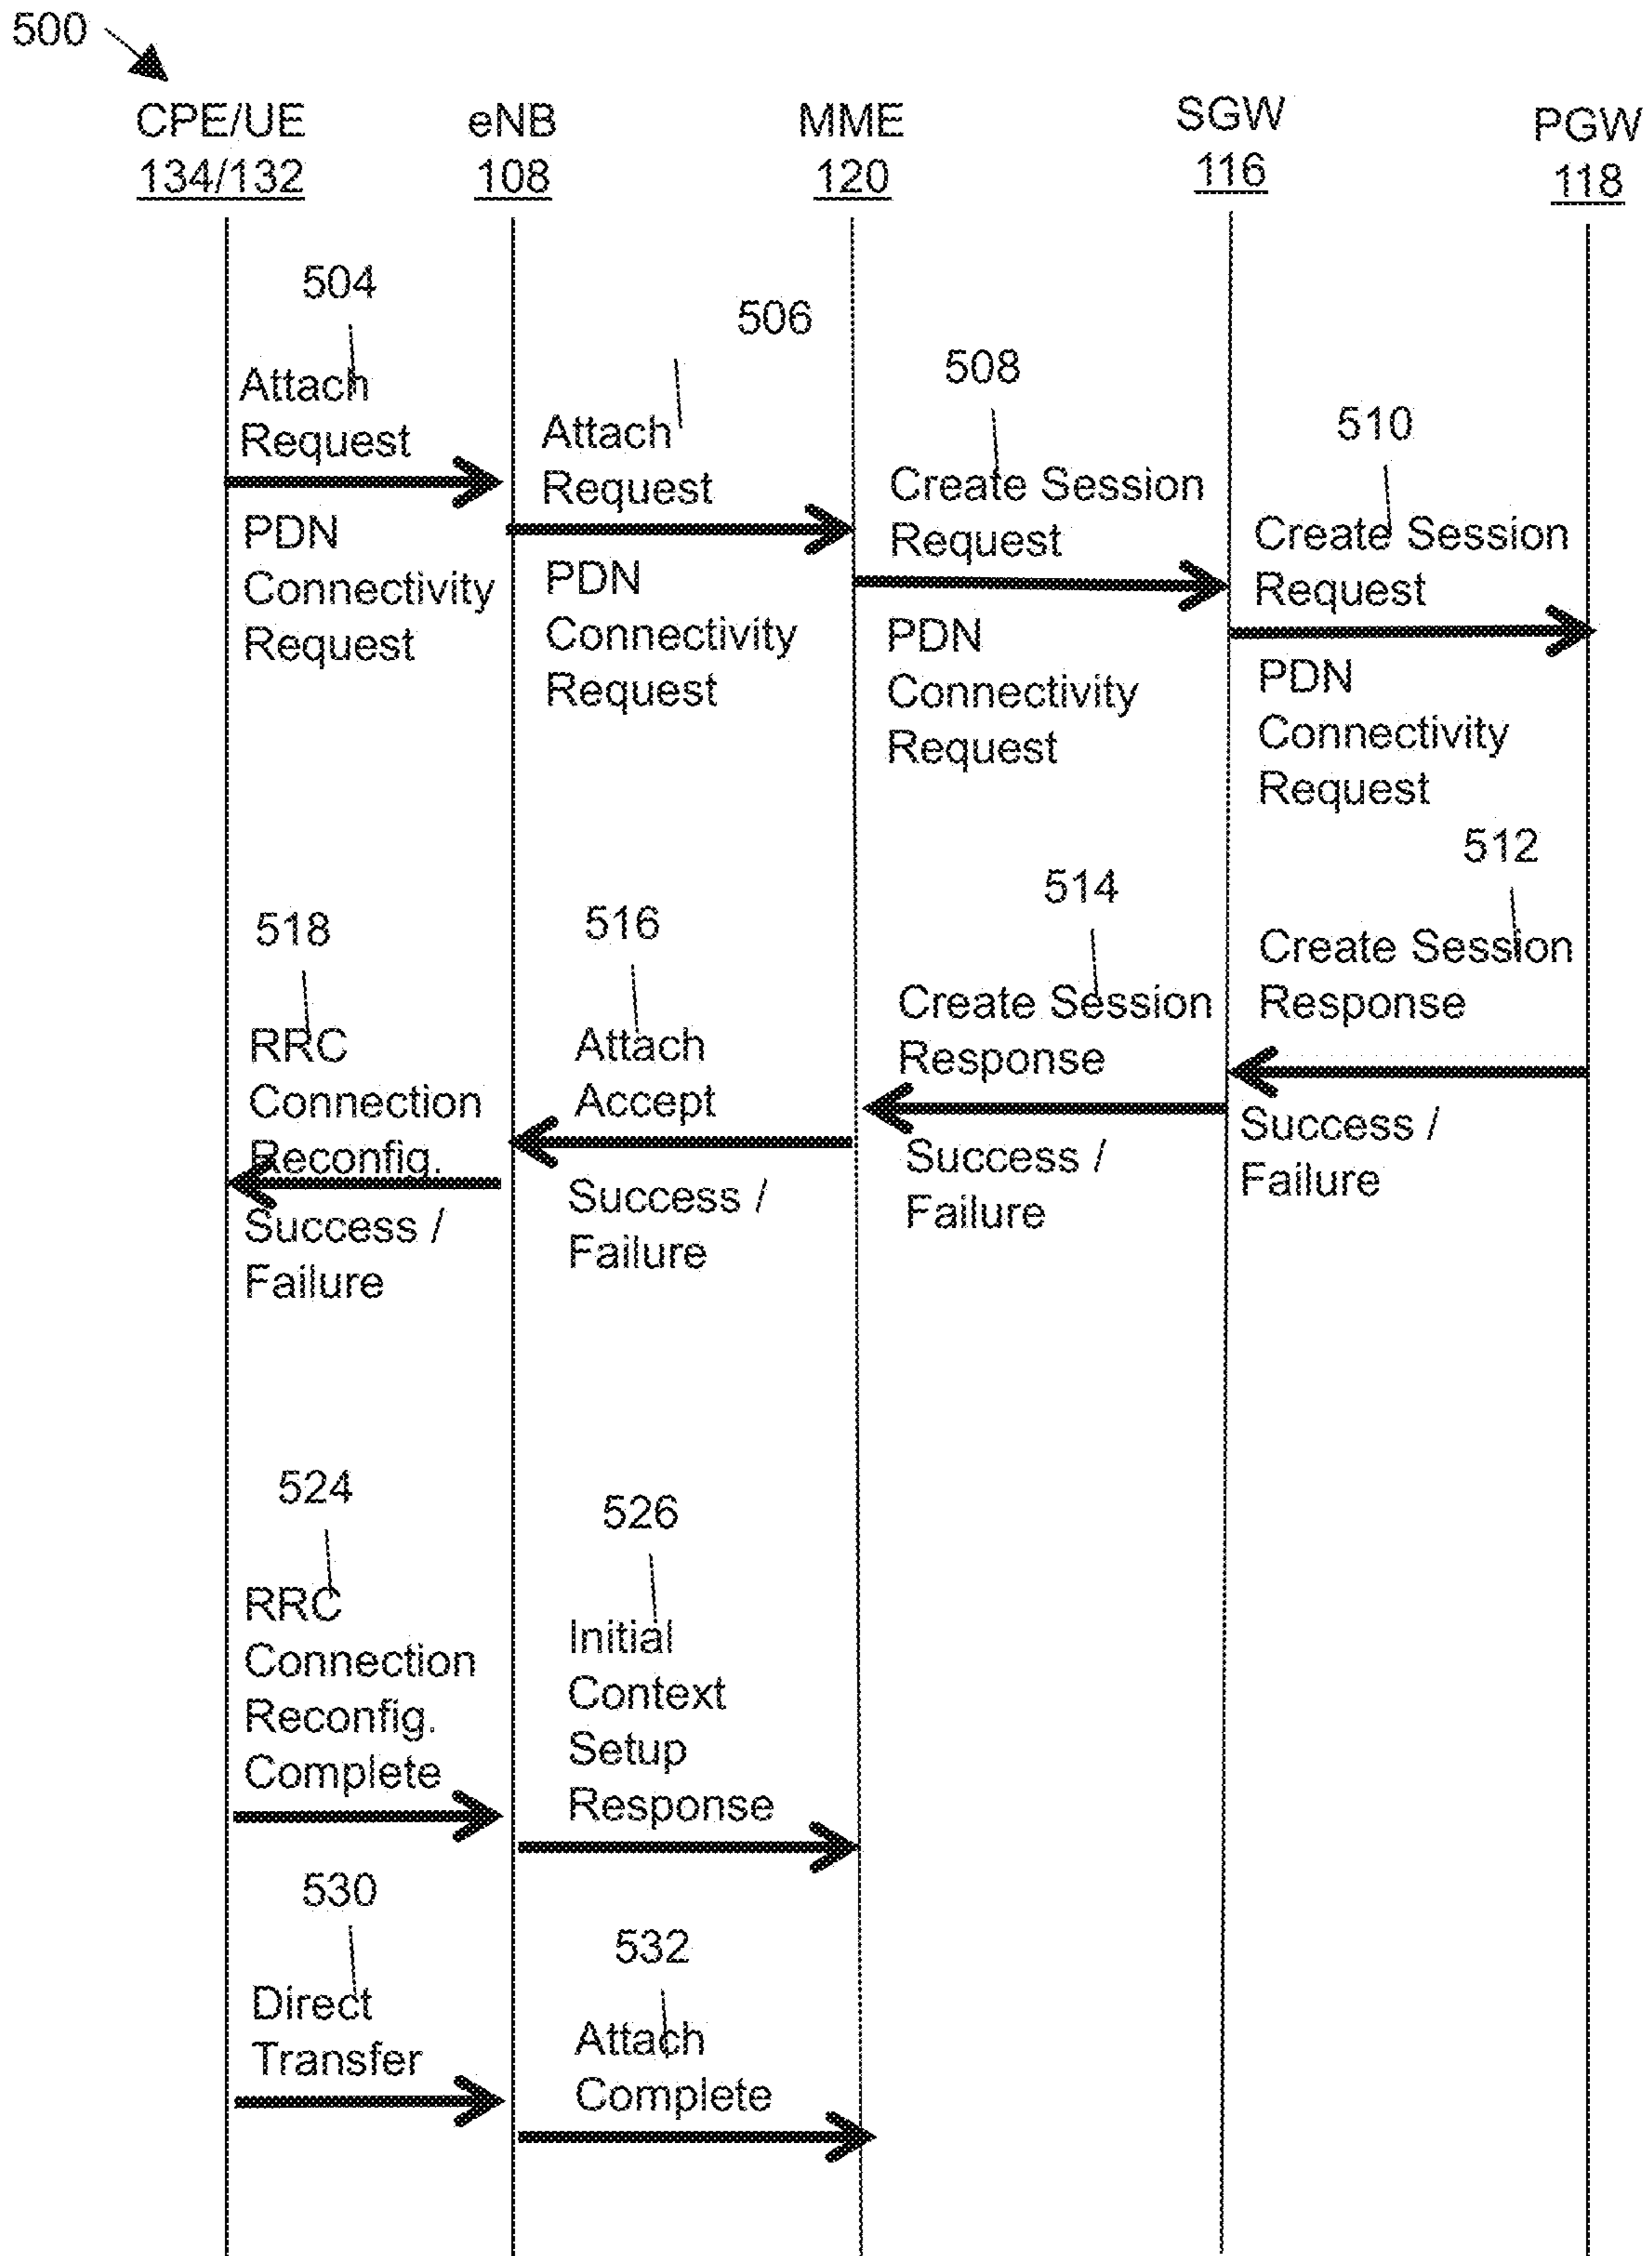 500
CPE/UE
134/132
eNB
108
MME
120
SGW
116
PGW
118
504
Attach
Request
PDN
Connectivity
Request
506
Attach
Request
PDN
Connectivity
Request
508
Create Session
Request
PDN
Connectivity
Request
510
Create Session
Request
PDN
Connectivity
Request
512
Create Session
Response
Success /
Failure
514
Create Session
Response
Success /
Failure
516
Attach
Accept
Success /
Failure
518
RRC
Connection
Reconfig.
Success /
Failure
524
RRC
Connection
Reconfig.
Complete
526
Initial
Context
Setup
Response
530
Direct
Transfer
532
Attach
Complete